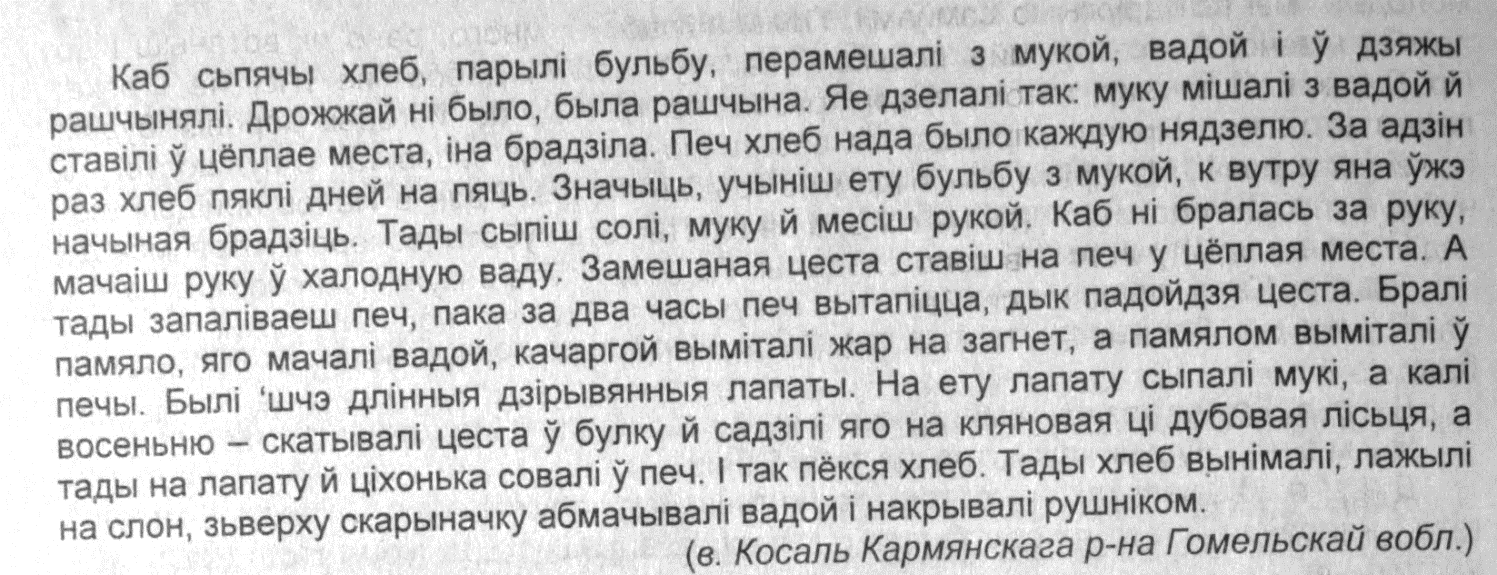 Каб сьпячы хлеб, парылі бульбу, перамешалі з мукой, вадой і ў дзяжы
рашчынялі. Дрожжай ні было, была рашчына. Яе дзелалі так: муку мішалі з вадой й
ставілі ў цёплае места, іна брадзіла. Печ хлеб нада было каждую нядзелю. За адзін
раз хлеб пяклі дней на пяць. Значыць, учыніш ету бульбу з мукой, к вутру яна ўжэ
начыная брадзіць. Тады сыпіш солі, муку й месіш рукой. Каб ні бралась за руку,
мачаіш руку ў халодную ваду. Замешаная цеста ставіш на печ у цёплая места. А
тады запаліваеш печ, пака за два часы печ вытапіцца, дык падойдзя цеста. Бралі
памяло, яго мачалі вадой, качаргой выміталі жар на загнет, а памялом выміталі ў
печы. Былі ‘шчэ длінныя дзірывянныя лапаты. На ету лапату сыпалі мукі, а калі
восеньню – скатывалі цеста ў булку й садзілі яго на кляновая ці дубовая лісьця, а
тады на лапату й ціхонька совалі ў печ. І так пёкся хлеб. Тады хлеб вынімалі, лажылі
на слон, зьверху скарыначку абмачывалі вадой і накрывалі рушніком.
(в. Косаль Кармянскага р-на Гомельскай вобл.)